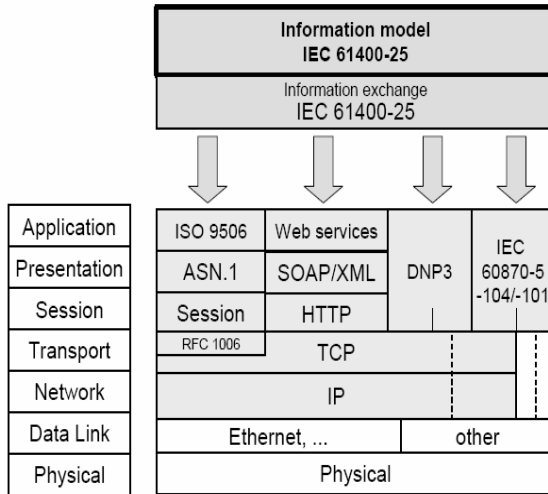 Information model
IEC 61400-25
Information exchange
IEC 61400-25
Application
Presentation
Session
Transport
Network
Data Link
Physical
ISO 9506
ASN.1
Session
RFC 1006
Web services
SOAP/XML
HTTP
DNP3
IEC
60870-5
-104/-101
TCP
IP
Ethernet, ...
other
Physical